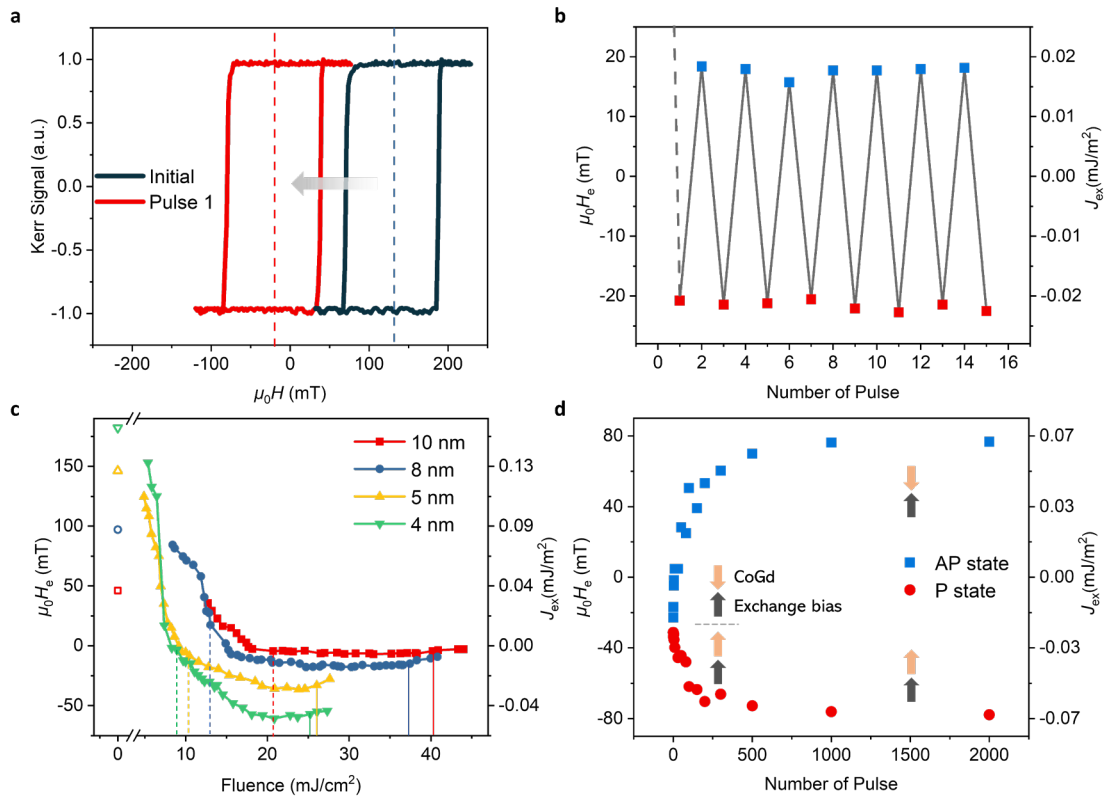 a
Kerr Signal (a.u.)
1.0
0.5
0.0
-0.5
-1.0
Initial
Pulse 1
-200 -100 0 100 200
μ₀H (mT)
b
μ₀Hₑ (mT)
20
10
0
-10
-20
0.02
0.01
0.00
-0.01
-0.02
Jₑₓ(mJ/m²)
0 2 4 6 8 10 12 14 16
Number of Pulse
c
μ₀Hₑ (mT)
150
100
50
0
-50
10 nm
8 nm
5 nm
4 nm
0.13
0.09
0.04
0.00
-0.04
Jₑₓ(mJ/m²)
0 10 20 30 40
Fluence (mJ/cm²)
d
μ₀Hₑ (mT)
80
40
0
-40
-80
CoGd
Exchange bias
AP state
P state
0.07
0.03
0.00
-0.03
-0.07
Jₑₓ(mJ/m²)
0 500 1000 1500 2000
Number of Pulse